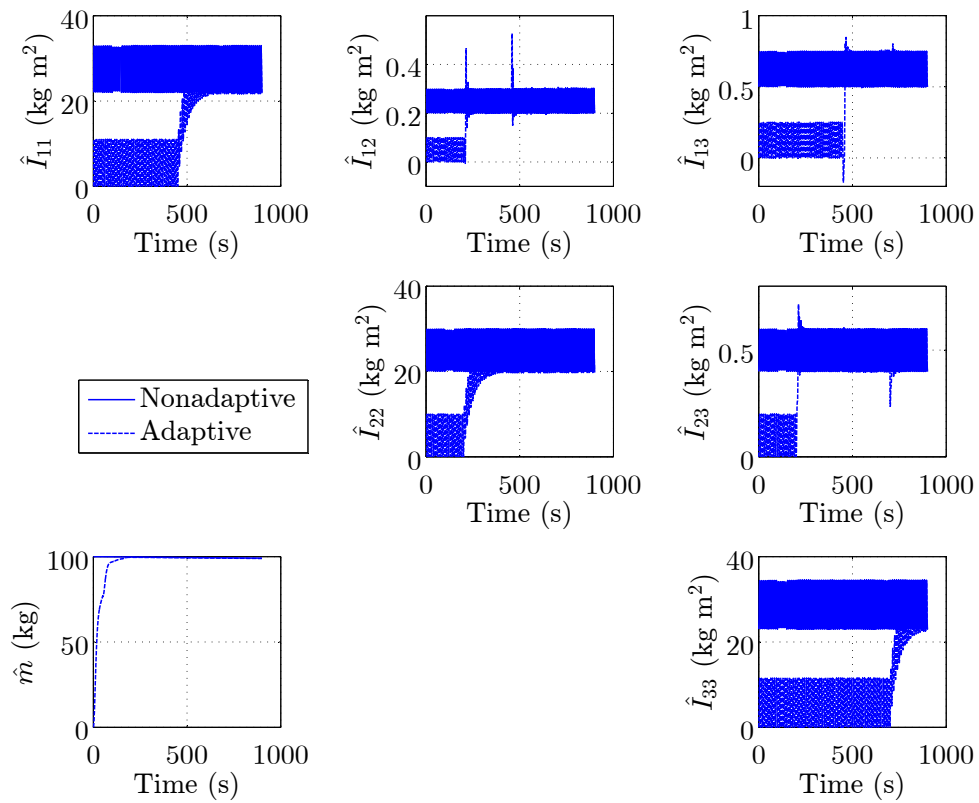 40
20
0
Î₁₁ (kg m²)
0 500 1000
Time (s)
0.4
0.2
0
Î₁₂ (kg m²)
0 500 1000
Time (s)
1
0.5
0
Î₁₃ (kg m²)
0 500 1000
Time (s)
Nonadaptive
Adaptive
40
20
0
Î₂₂ (kg m²)
0 500 1000
Time (s)
0.5
0
Î₂₃ (kg m²)
0 500 1000
Time (s)
100
50
0
m̂ (kg)
0 500 1000
Time (s)
40
20
0
Î₃₃ (kg m²)
0 500 1000
Time (s)